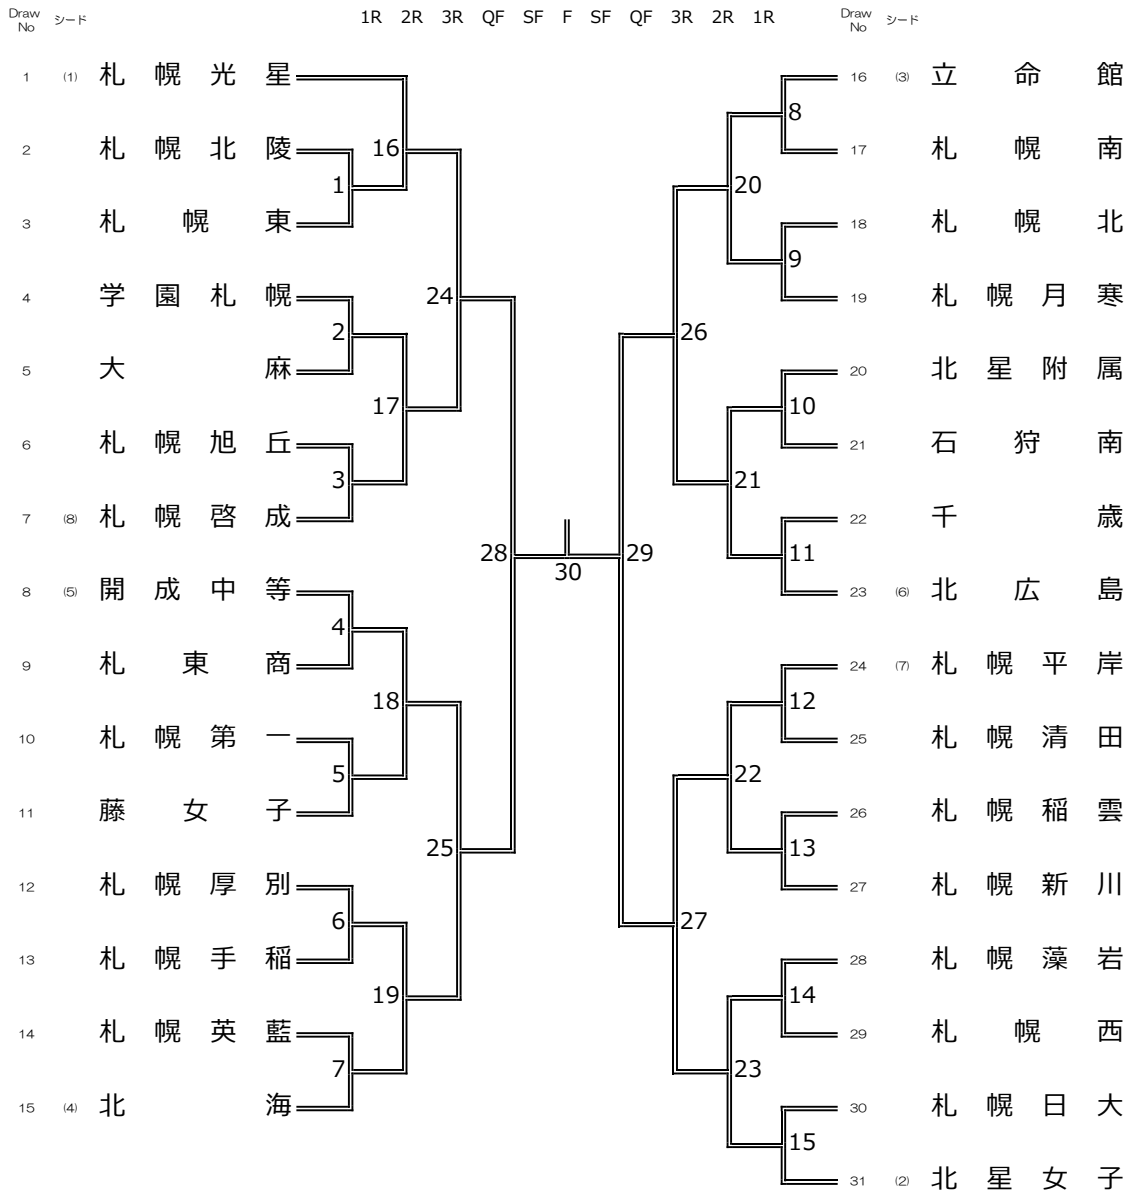 Draw No シード 1R 2R 3R QF SF F SF QF 3R 2R 1R Draw No シード
1 (1) 札幌光星 16 (3) 立命館
8
2 札幌北陵 16 17 札幌南
1 20
3 札幌東 18 札幌北
9
4 学園札幌 24 19 札幌月寒
2 26
5 大麻 20 北星附属
17 10
6 札幌旭丘 21 石狩南
3 21
7 (8) 札幌啓成 22 千歳
28 29 11
30
8 (5) 開成中等 23 (6) 北広島
4
9 札東商 24 (7) 札幌平岸
18 12
10 札幌第一 25 札幌清田
5 22
11 藤女子 26 札幌稲雲
25 13
12 札幌厚別 27 札幌新川
6 27
13 札幌手稲 28 札幌藻岩
19 14
14 札幌英藍 29 札幌西
7 23
15 (4) 北海 30 札幌日大
15
31 (2) 北星女子